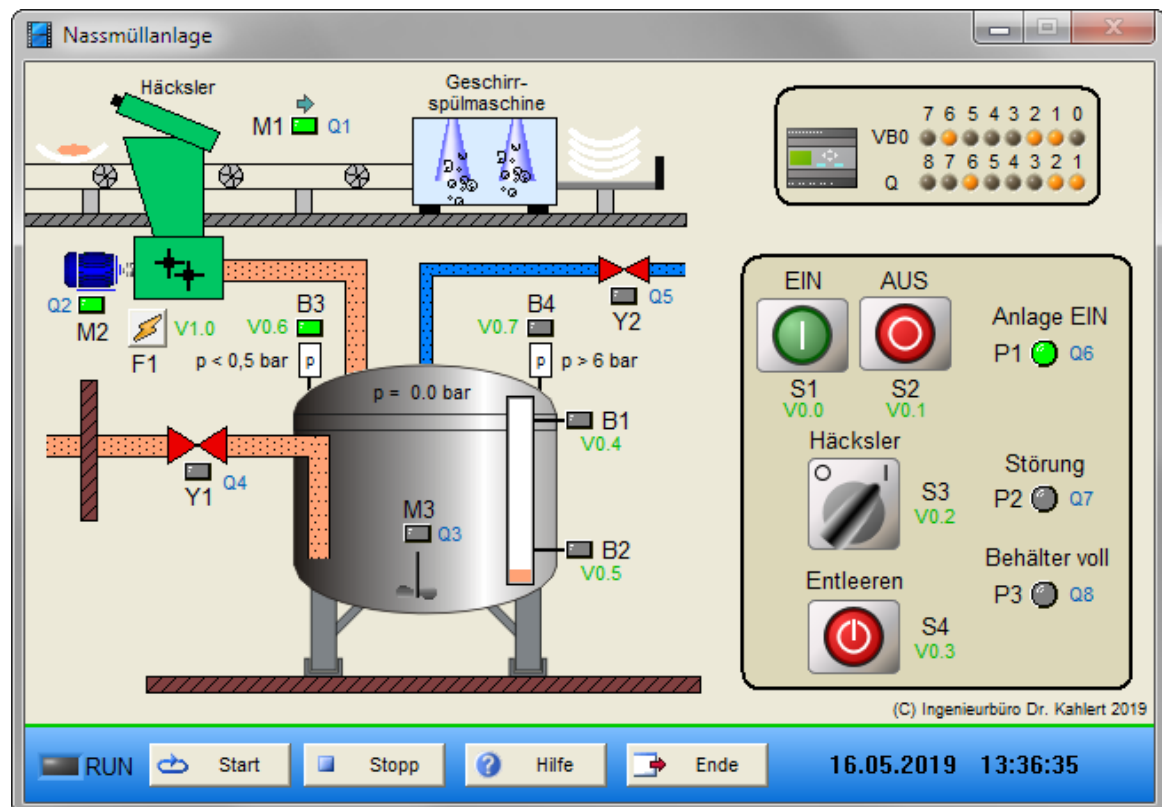 Nassmüllanlage
Häcksler
M1 Q1
Geschirr-
spülmaschine
7 6 5 4 3 2 1 0
VB0
8 7 6 5 4 3 2 1
Q
Q2
M2
F1
V1.0
B3
V0.6
p < 0,5 bar
p
B4
V0.7
p
p > 6 bar
Y2
Q5
p = 0.0 bar
B1
V0.4
Y1
Q4
M3
Q3
B2
V0.5
EIN
AUS
S1
V0.0
S2
V0.1
Anlage EIN
P1 Q6
Häcksler
O I
S3
V0.2
Störung
P2 Q7
Entleeren
S4
V0.3
Behälter voll
P3 Q8
(C) Ingenieurbüro Dr. Kahlert 2019
RUN
Start
Stopp
? Hilfe
Ende
16.05.2019 13:36:35